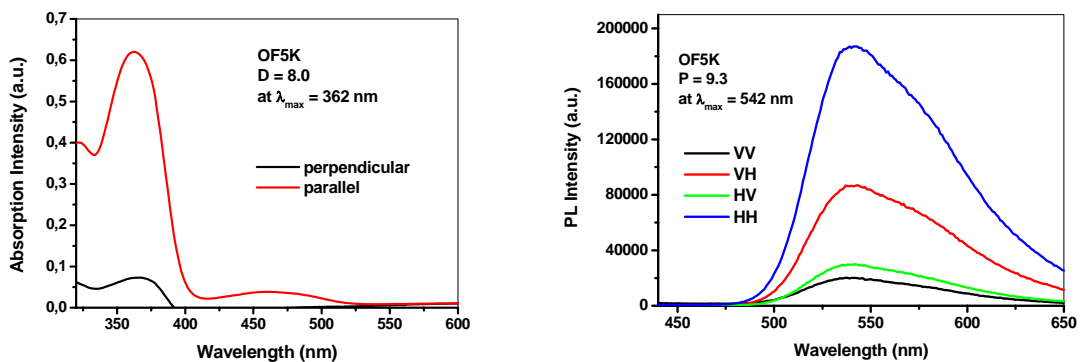 0,7
0,6
0,5
0,4
0,3
0,2
0,1
0,0
Absorption Intensity (a.u.)
OF5K
D = 8.0
at λmax = 362 nm
perpendicular
parallel
350 400 450 500 550 600
Wavelength (nm)
200000
160000
120000
80000
40000
0
PL Intensity (a.u.)
OF5K
P = 9.3
at λmax = 542 nm
VV
VH
HV
HH
450 500 550 600 650
Wavelength (nm)